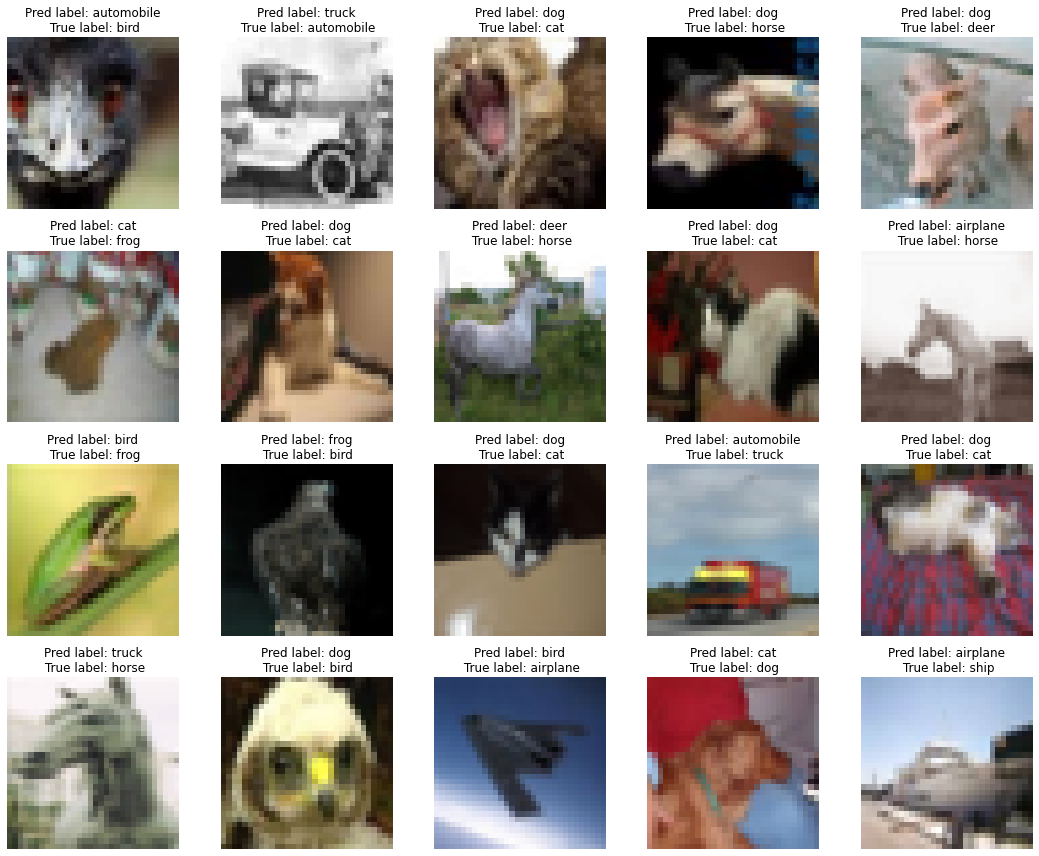 Pred label: automobile
True label: bird
Pred label: truck
True label: automobile
Pred label: dog
True label: cat
Pred label: dog
True label: horse
Pred label: dog
True label: deer
Pred label: cat
True label: frog
Pred label: dog
True label: cat
Pred label: deer
True label: horse
Pred label: dog
True label: cat
Pred label: airplane
True label: horse
Pred label: bird
True label: frog
Pred label: frog
True label: bird
Pred label: dog
True label: cat
Pred label: automobile
True label: truck
Pred label: dog
True label: cat
Pred label: truck
True label: horse
Pred label: dog
True label: bird
Pred label: bird
True label: airplane
Pred label: cat
True label: dog
Pred label: airplane
True label: ship